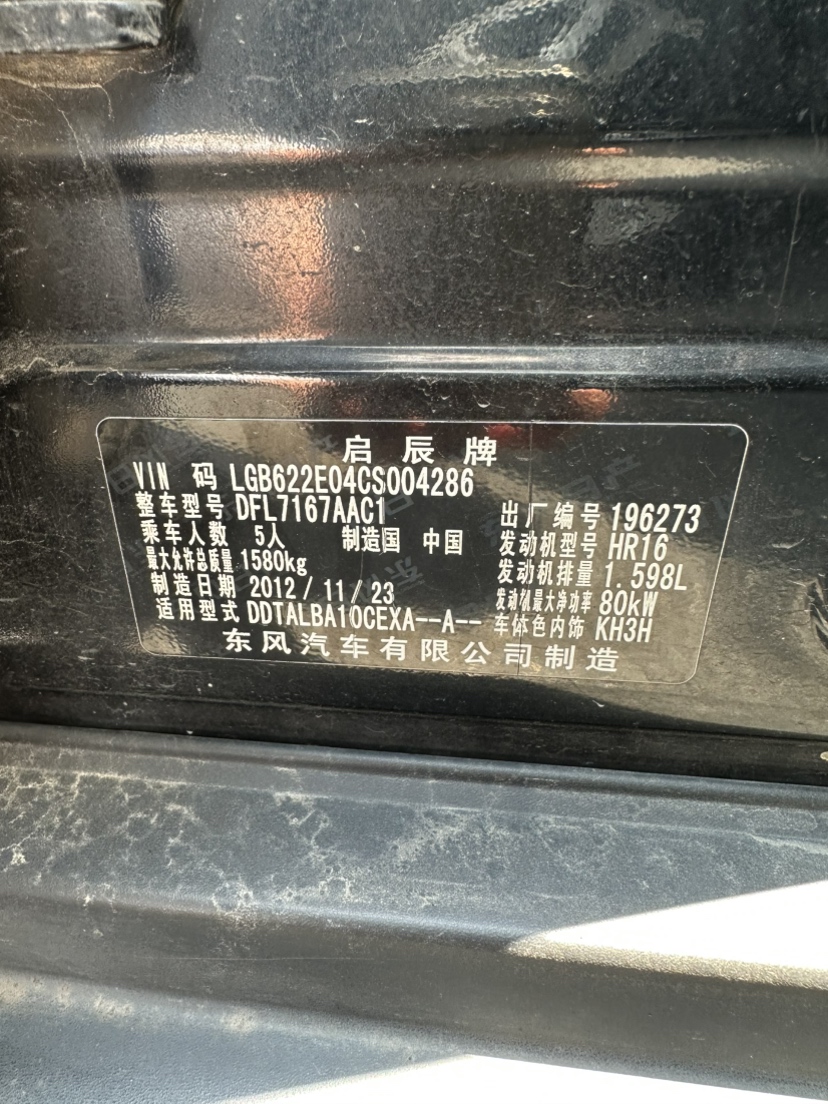 启辰牌
VIN 码 LGB622E04CS004286
整车型号 DFL7167AAC1 出厂编号 196273
乘车人数 5人 制造国 中国 发动机型号 HR16
最大允许总质量 1580kg 发动机排量 1.598L
制造日期 2012/11/23 发动机最大净功率 80kW
适用型式 DDTALBA10CEXA--A-- 车体色内饰 KH3H
东风汽车有限公司制造